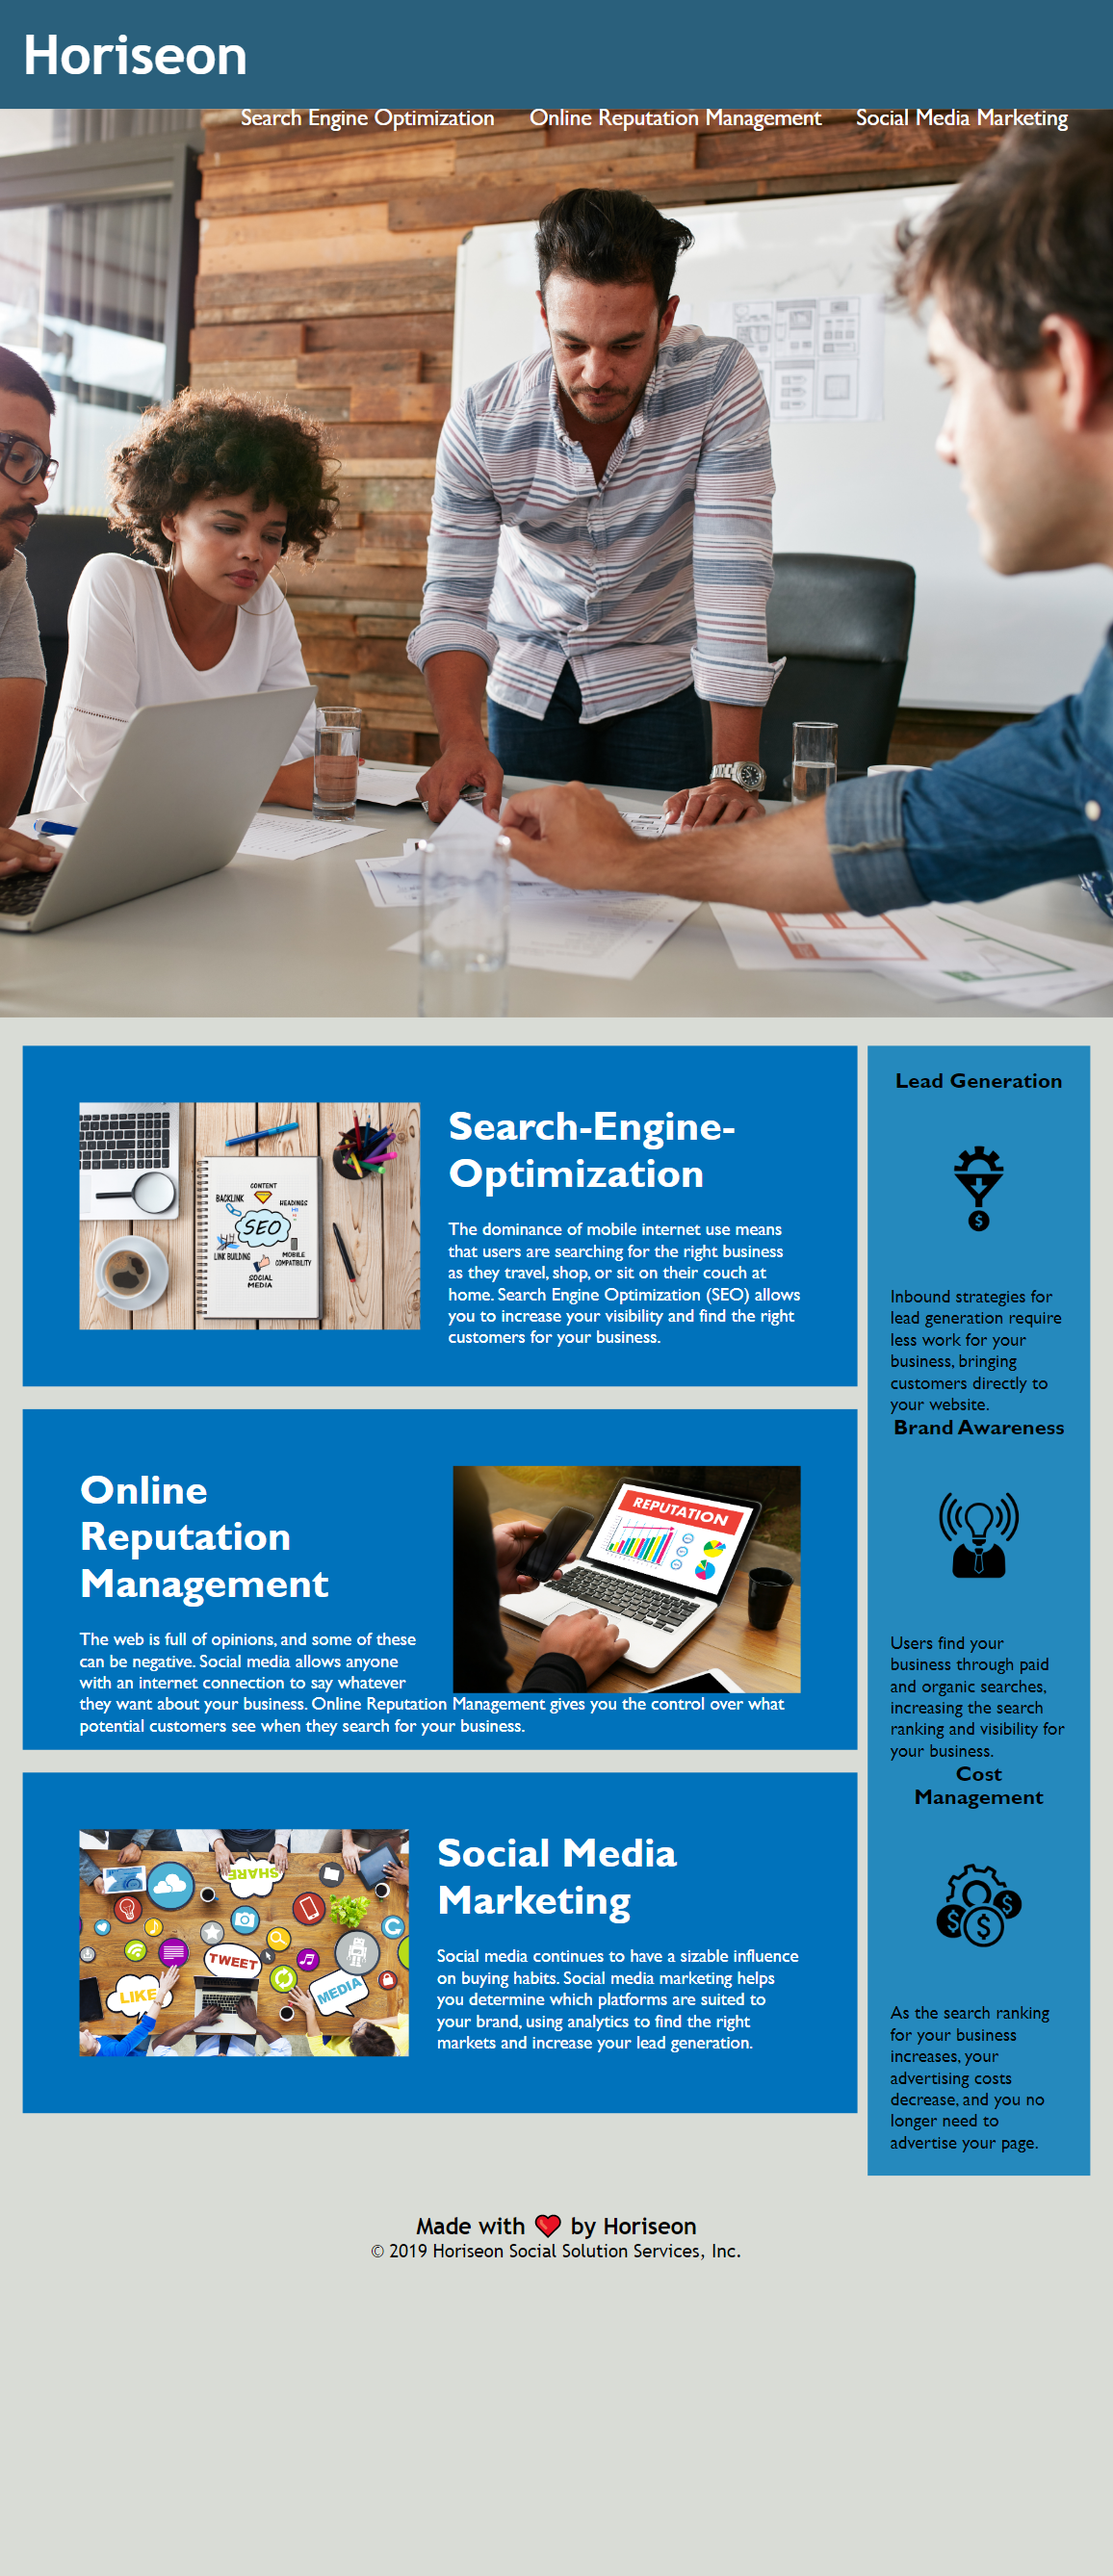 Horiseon
Search Engine Optimization
Online Reputation Management
Social Media Marketing
CONTENT
BACKLINK
HEADINGS
SEO
LINK BUILDING
MOBILE
COMPATIBILITY
SOCIAL
MEDIA
Search-Engine-
Optimization
The dominance of mobile internet use means
that users are searching for the right business
as they travel, shop, or sit on their couch at
home. Search Engine Optimization (SEO) allows
you to increase your visibility and find the right
customers for your business.
Online
Reputation
Management
The web is full of opinions, and some of these
can be negative. Social media allows anyone
with an internet connection to say whatever
they want about your business. Online Reputation Management gives you the control over what
potential customers see when they search for your business.
REPUTATION
SHARE
TWEET
LIKE
MEDIA
Social Media
Marketing
Social media continues to have a sizable influence
on buying habits. Social media marketing helps
you determine which platforms are suited to
your brand, using analytics to find the right
markets and increase your lead generation.
Lead Generation
$
Inbound strategies for
lead generation require
less work for your
business, bringing
customers directly to
your website.
Brand Awareness
Users find your
business through paid
and organic searches,
increasing the search
ranking and visibility for
your business.
Cost
Management
$ $ $
As the search ranking
for your business
increases, your
advertising costs
decrease, and you no
longer need to
advertise your page.
Made with ❤️ by Horiseon
© 2019 Horiseon Social Solution Services, Inc.